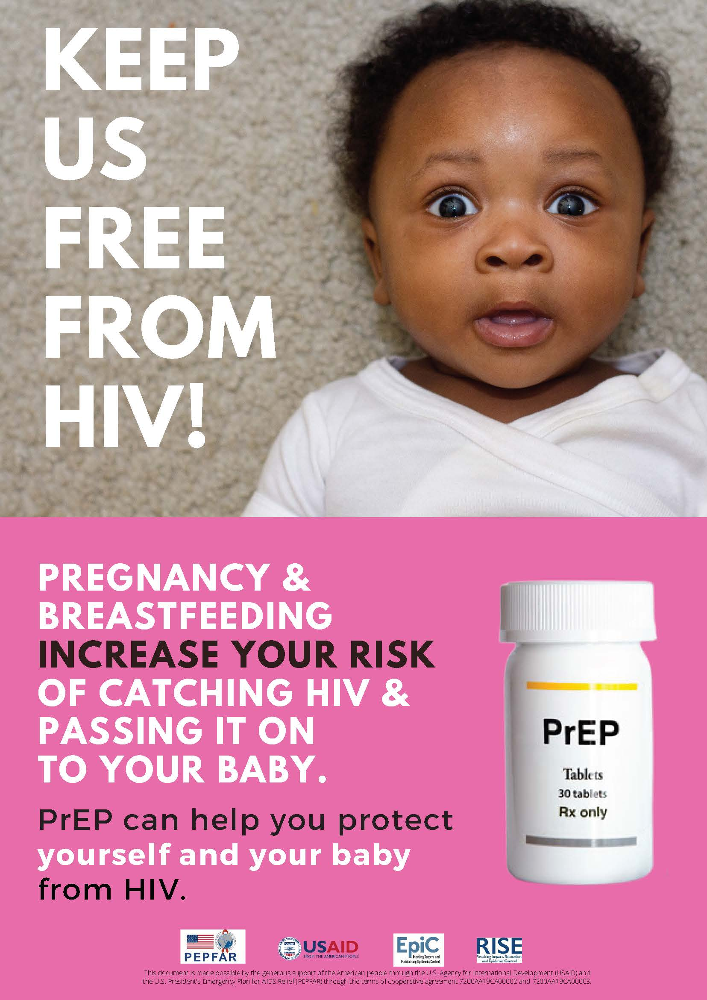 KEEP
US
FREE
FROM
HIV!
PREGNANCY &
BREASTFEEDING
INCREASE YOUR RISK
OF CATCHING HIV &
PASSING IT ON
TO YOUR BABY.
PrEP can help you protect
yourself and your baby
from HIV.
PrEP
Tablets
30 tablets
Rx only
PEPFAR
USAID
USAID
FROM THE AMERICAN PEOPLE
EpiC
Meeting Targets and
Maintaining Epidemic Control
RISE
Reaching Impact, Saturation,
and Epidemic Control
This document is made possible by the generous support of the American people through the U.S. Agency for International Development (USAID) and
the U.S. President's Emergency Plan for AIDS Relief (PEPFAR) through the terms of cooperative agreement 7200AA19CA00002 and 7200AA19CA00003.